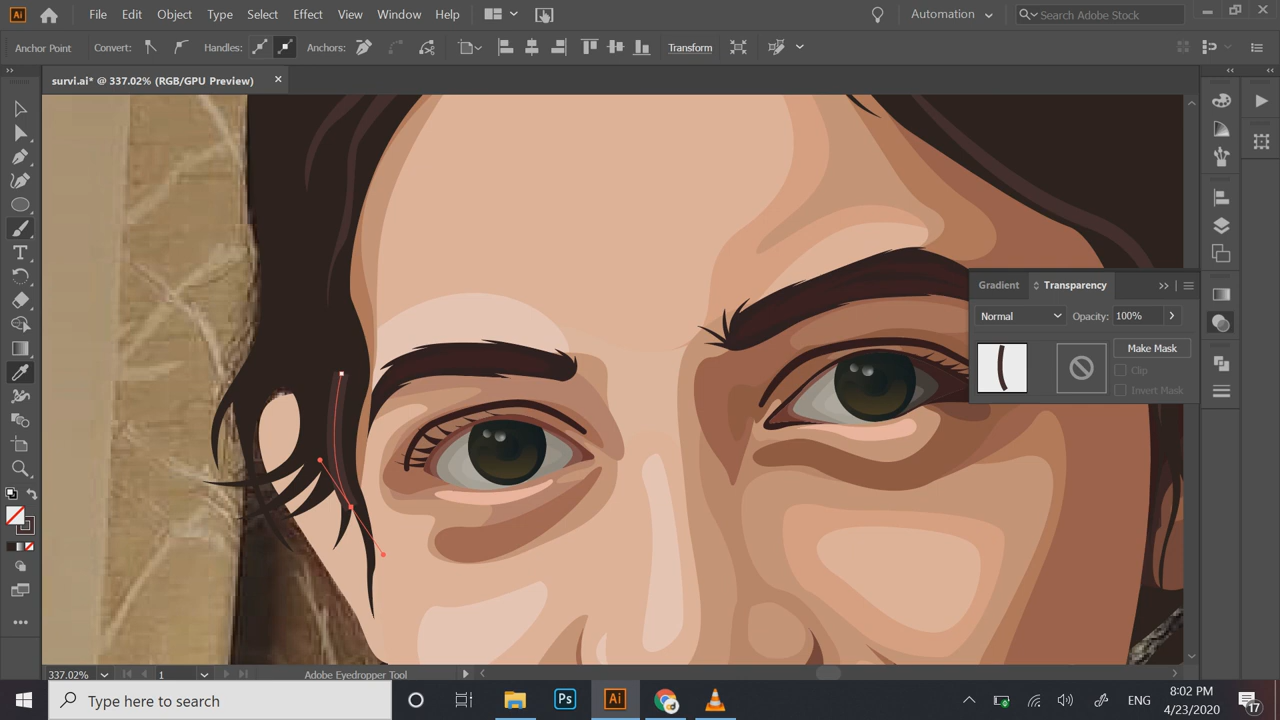 Ai File Edit Object Type Select Effect View Window Help Automation Search Adobe Stock
Anchor Point Convert: Handles: Anchors: Transform
survi.ai* @ 337.02% (RGB/GPU Preview)
Gradient Transparency
Normal Opacity: 100%
Make Mask
Clip
Invert Mask
337.02% 1 Adobe Eyedropper Tool
Type here to search Ps Ai ENG 8:02 PM
4/23/2020 17